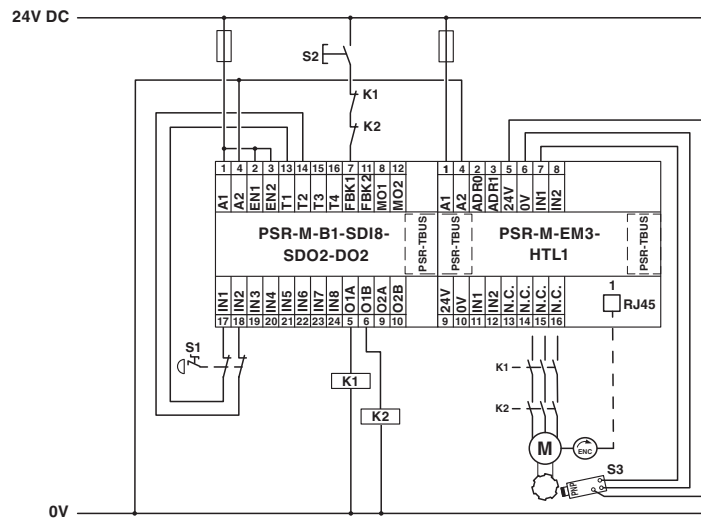 24V DC
S2
K1
K2
1 4 2 3 13 14 15 16 7 11 8 12
A1 A2 EN1 EN2 T1 T2 T3 T4 FBK1 FBK2 MO1 MO2
1 4 2 3 5 6 7 8
A1 A2 ADR0 ADR1 24V 0V IN1 IN2
PSR-M-B1-SDI8-
SDO2-DO2
PSR-TBUS
PSR-TBUS
PSR-M-EM3-
HTL1
PSR-TBUS
IN1 IN2 IN3 IN4 IN5 IN6 IN7 IN8 O1A O1B O2A O2B
17 18 19 20 21 22 23 24 5 6 9 10
24V 0V IN1 IN2 N.C. N.C. N.C. N.C.
9 10 11 12 13 14 15 16
1
RJ45
S1
K1
K2
K1
K2
M
ENC
S3
PNP
0V